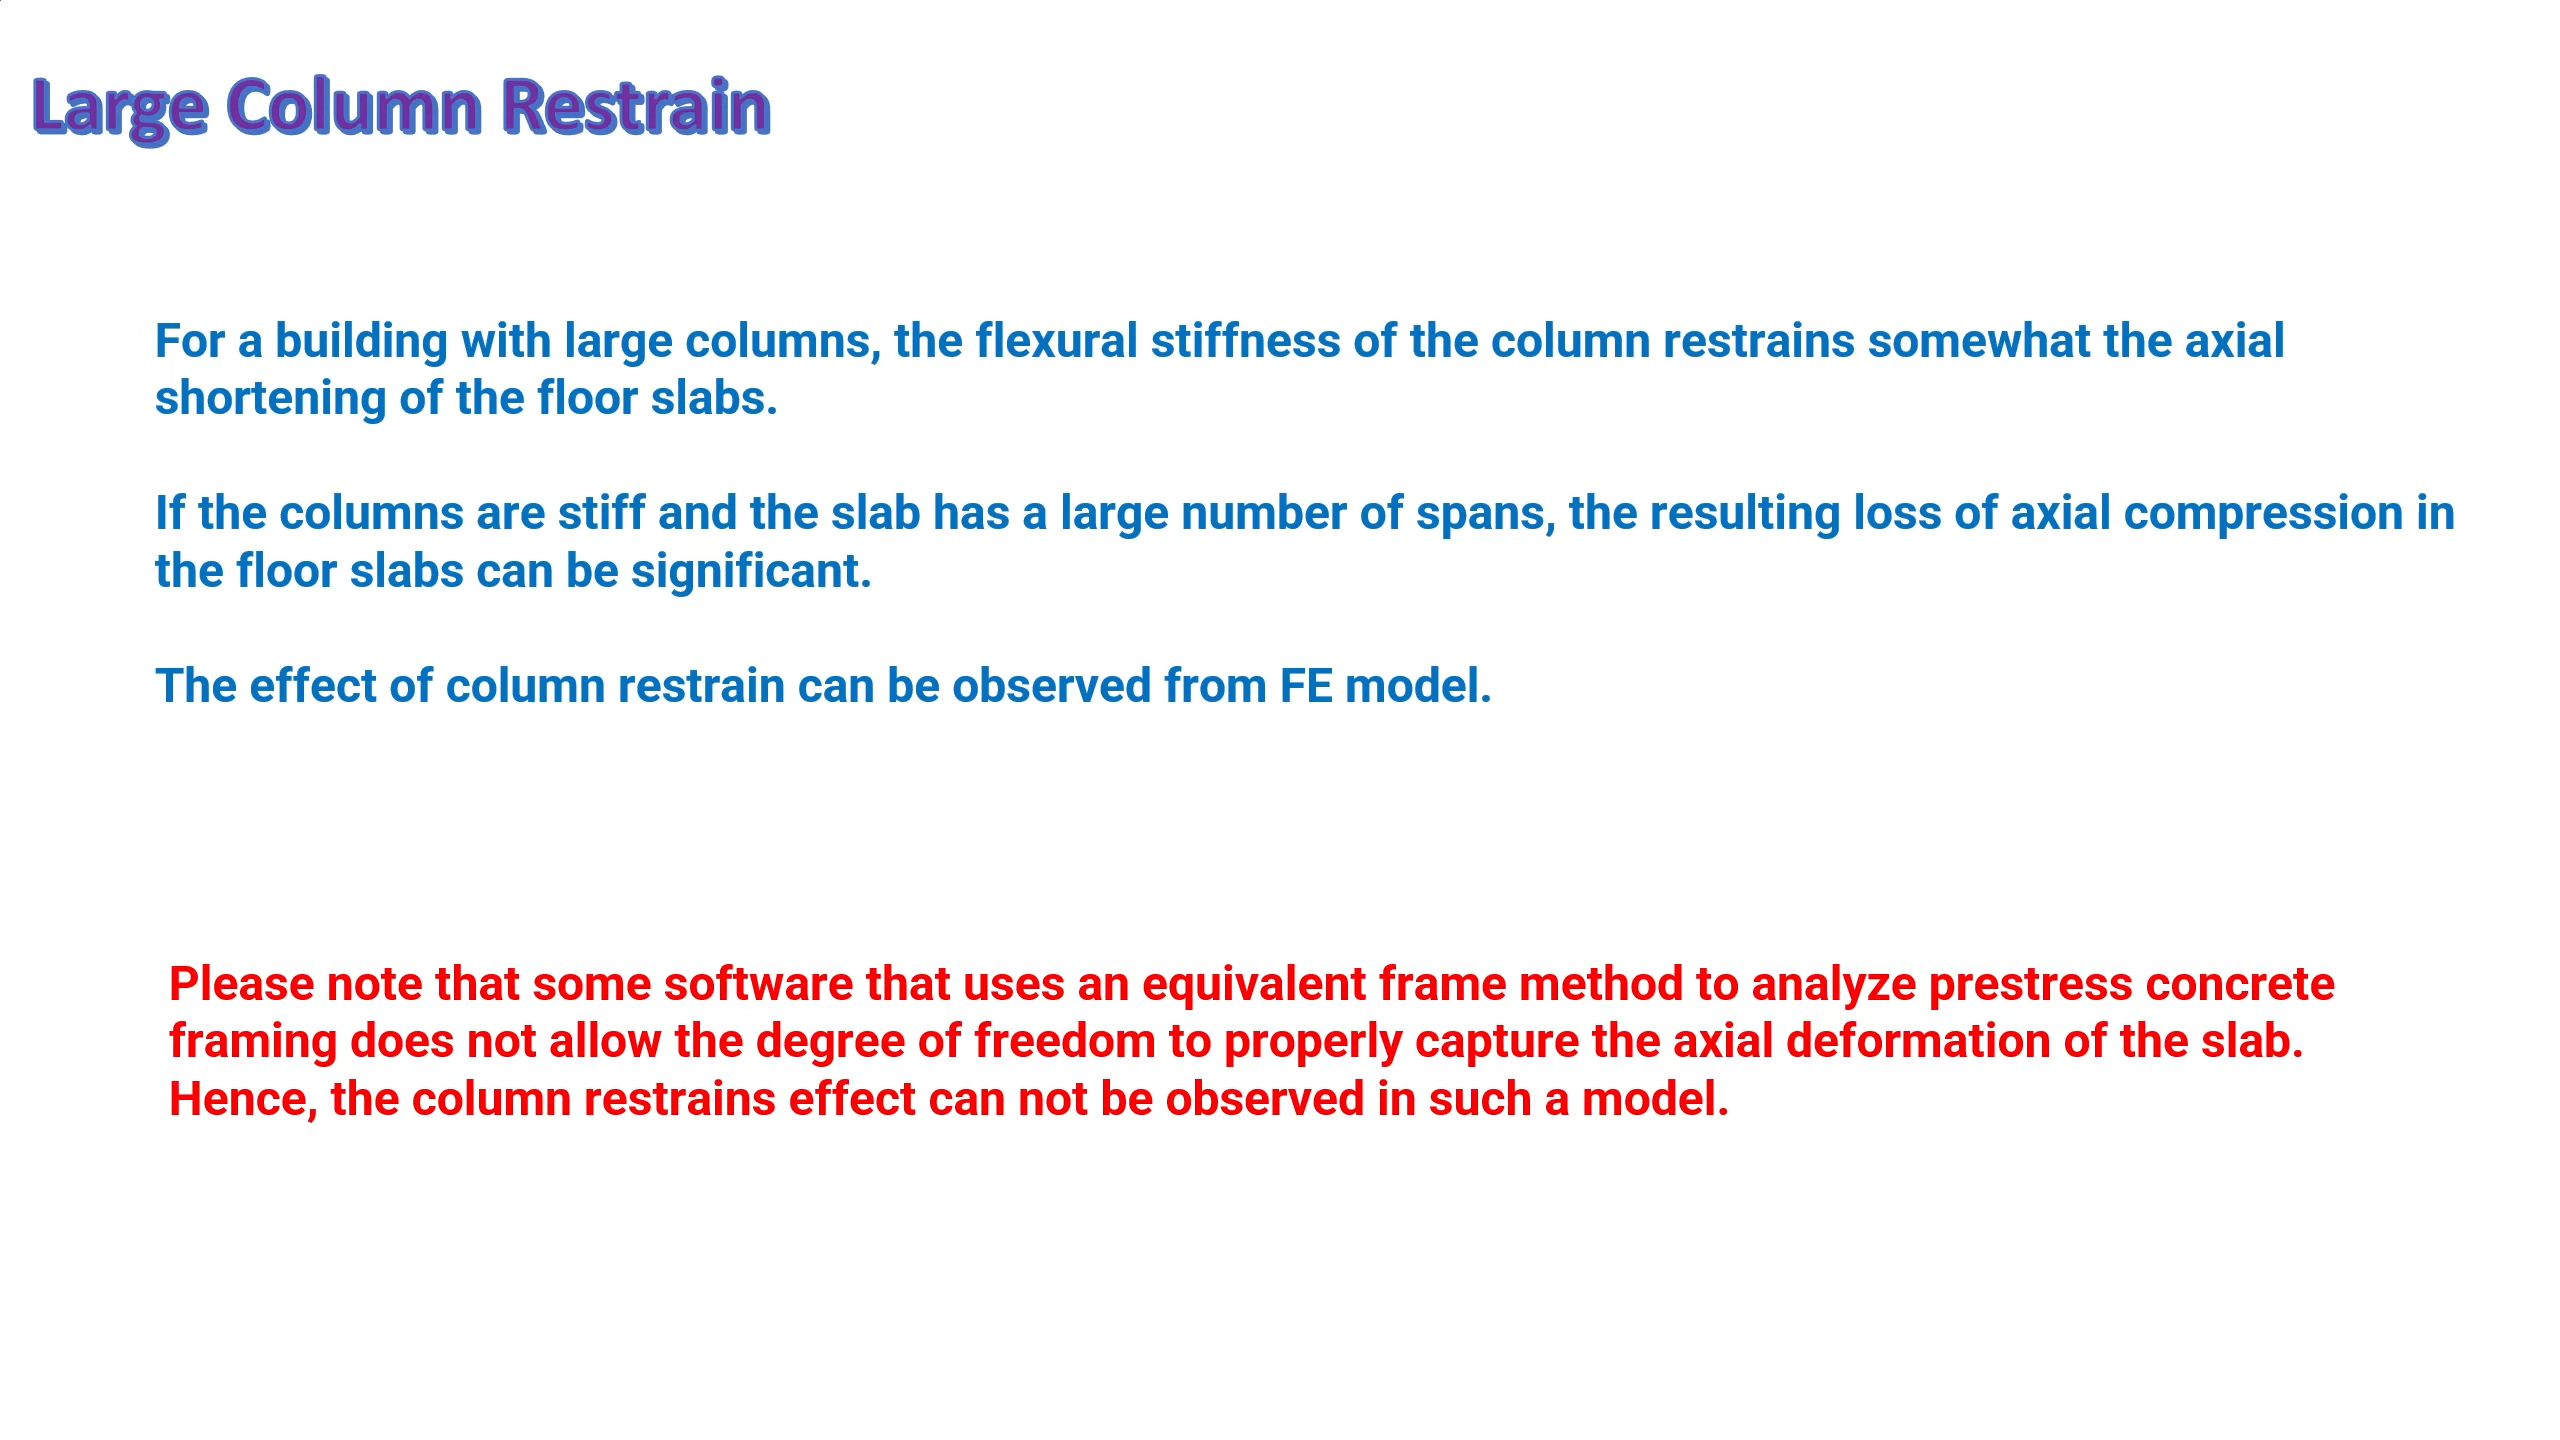 Large Column Restrain
For a building with large columns, the flexural stiffness of the column restrains somewhat the axial
shortening of the floor slabs.
If the columns are stiff and the slab has a large number of spans, the resulting loss of axial compression in
the floor slabs can be significant.
The effect of column restrain can be observed from FE model.
Please note that some software that uses an equivalent frame method to analyze prestress concrete
framing does not allow the degree of freedom to properly capture the axial deformation of the slab.
Hence, the column restrains effect can not be observed in such a model.